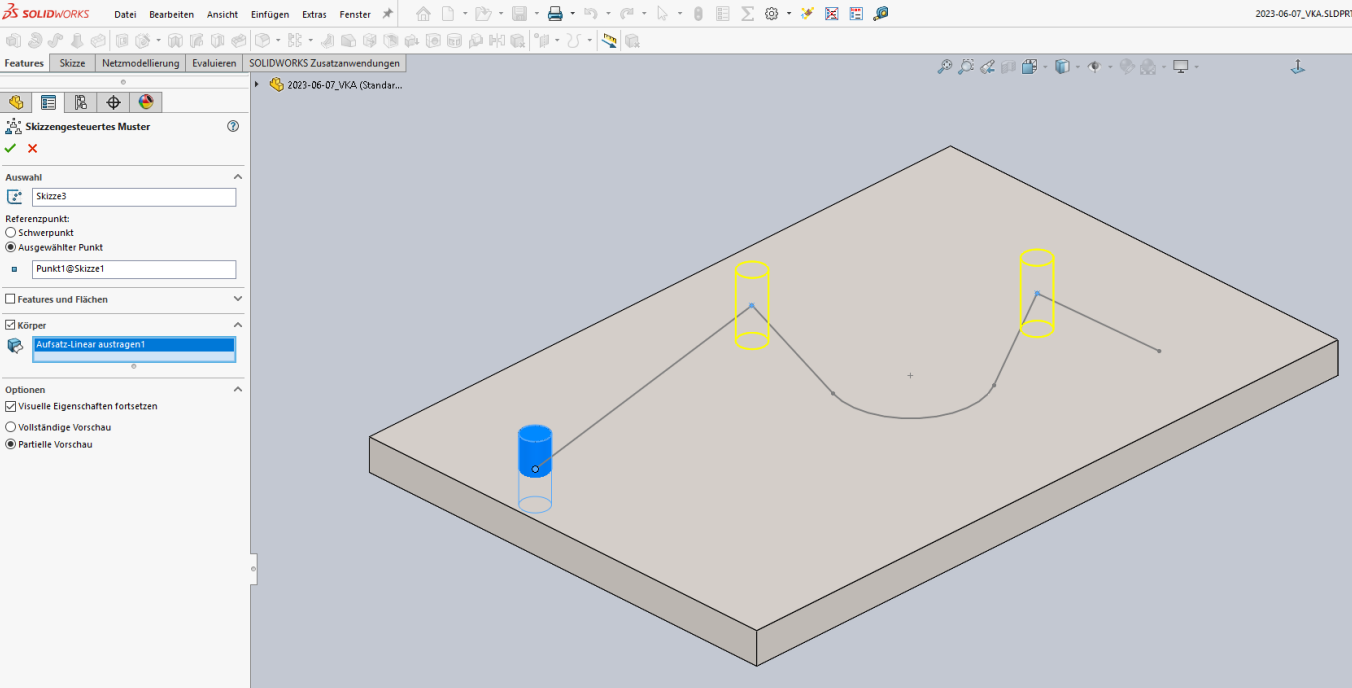 SOLIDWORKS Datei Bearbeiten Ansicht Einfügen Extras Fenster 2023-06-07_VKA.SLDPRT
Features Skizze Netzmodellierung Evaluieren SOLIDWORKS Zusatzanwendungen
2023-06-07_VKA (Standar...
Skizzengesteuertes Muster
Auswahl
Skizze3
Referenzpunkt:
Schwerpunkt
Ausgewählter Punkt
Punkt1@Skizze1
Features und Flächen
Körper
Aufsatz-Linear austragen1
Optionen
Visuelle Eigenschaften fortsetzen
Vollständige Vorschau
Partielle Vorschau